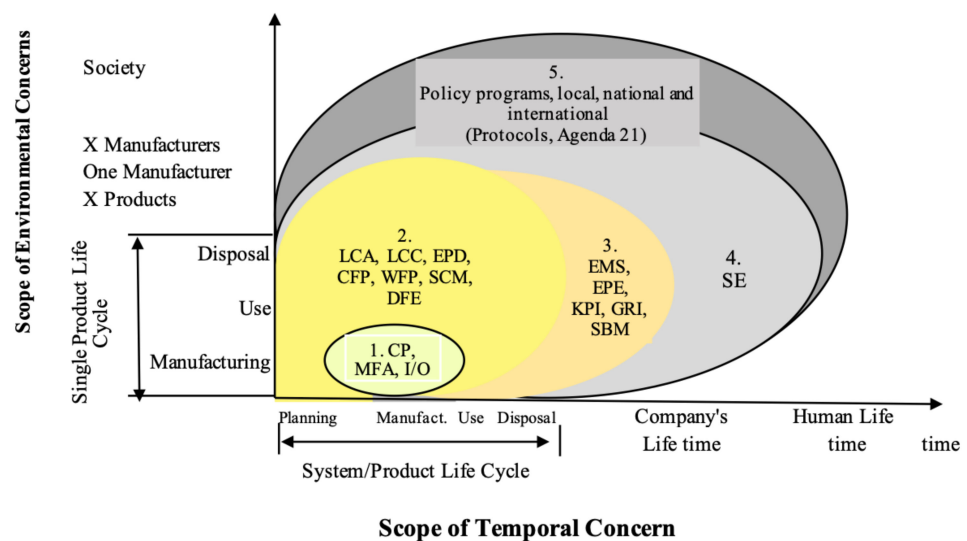 Scope of Environmental Concerns
Society
X Manufacturers
One Manufacturer
X Products
Single Product Life
Cycle
Disposal
Use
Manufacturing
5.
Policy programs, local, national and
international
(Protocols, Agenda 21)
2.
LCA, LCC, EPD,
CFP, WFP, SCM,
DFE
3.
EMS,
EPE,
KPI, GRI,
SBM
4.
SE
1. CP,
MFA, I/O
Planning Manufact. Use Disposal
Company's
Life time
Human Life
time
time
System/Product Life Cycle
Scope of Temporal Concern